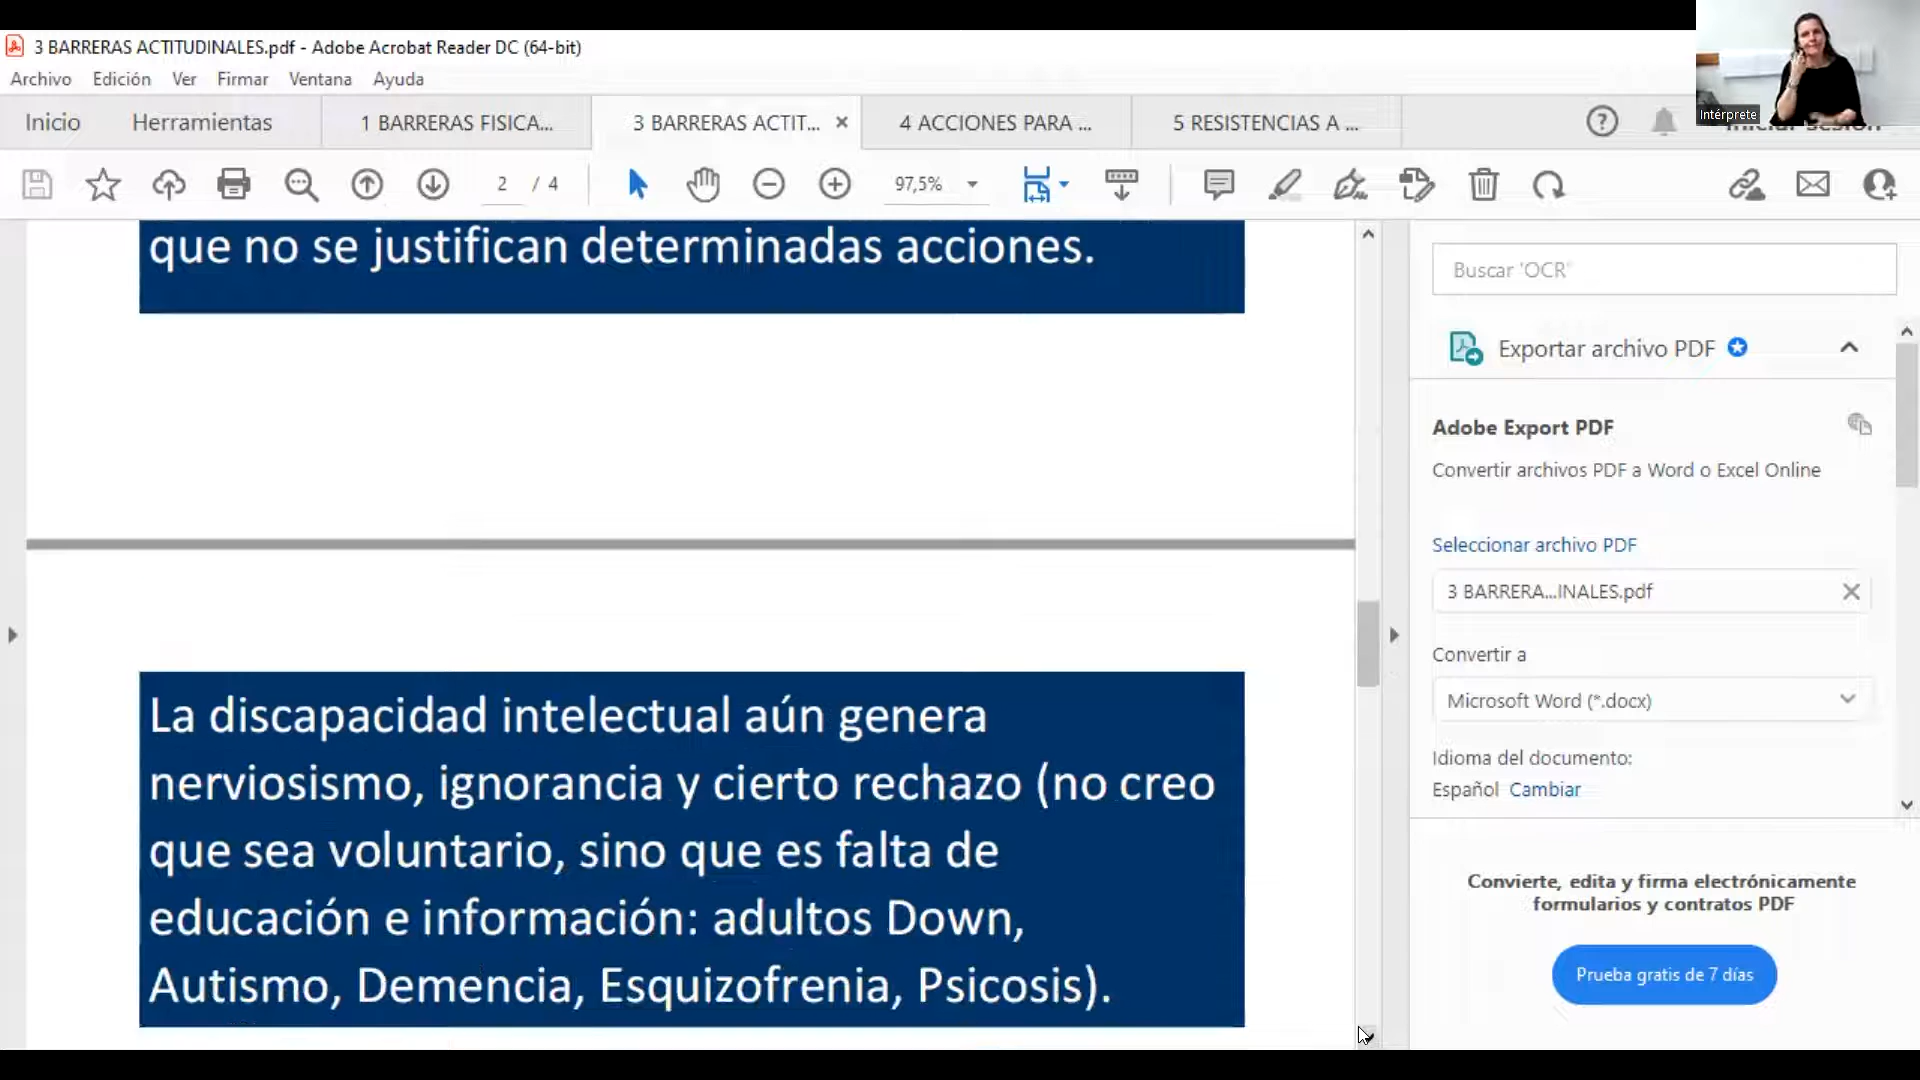 3 BARRERAS ACTITUDINALES.pdf - Adobe Acrobat Reader DC (64-bit)
Archivo Edición Ver Firmar Ventana Ayuda
Intérprete
Inicio Herramientas 1 BARRERAS FISICA... 3 BARRERAS ACTIT... 4 ACCIONES PARA ... 5 RESISTENCIAS A ... Iniciar sesión
2 / 4 97,5%
que no se justifican determinadas acciones.
La discapacidad intelectual aún genera
nerviosismo, ignorancia y cierto rechazo (no creo
que sea voluntario, sino que es falta de
educación e información: adultos Down,
Autismo, Demencia, Esquizofrenia, Psicosis).
Buscar 'OCR'
Exportar archivo PDF
Adobe Export PDF
Convertir archivos PDF a Word o Excel Online
Seleccionar archivo PDF
3 BARRERA...INALES.pdf
Convertir a
Microsoft Word (*.docx)
Idioma del documento:
Español Cambiar
Convierte, edita y firma electrónicamente
formularios y contratos PDF
Prueba gratis de 7 días